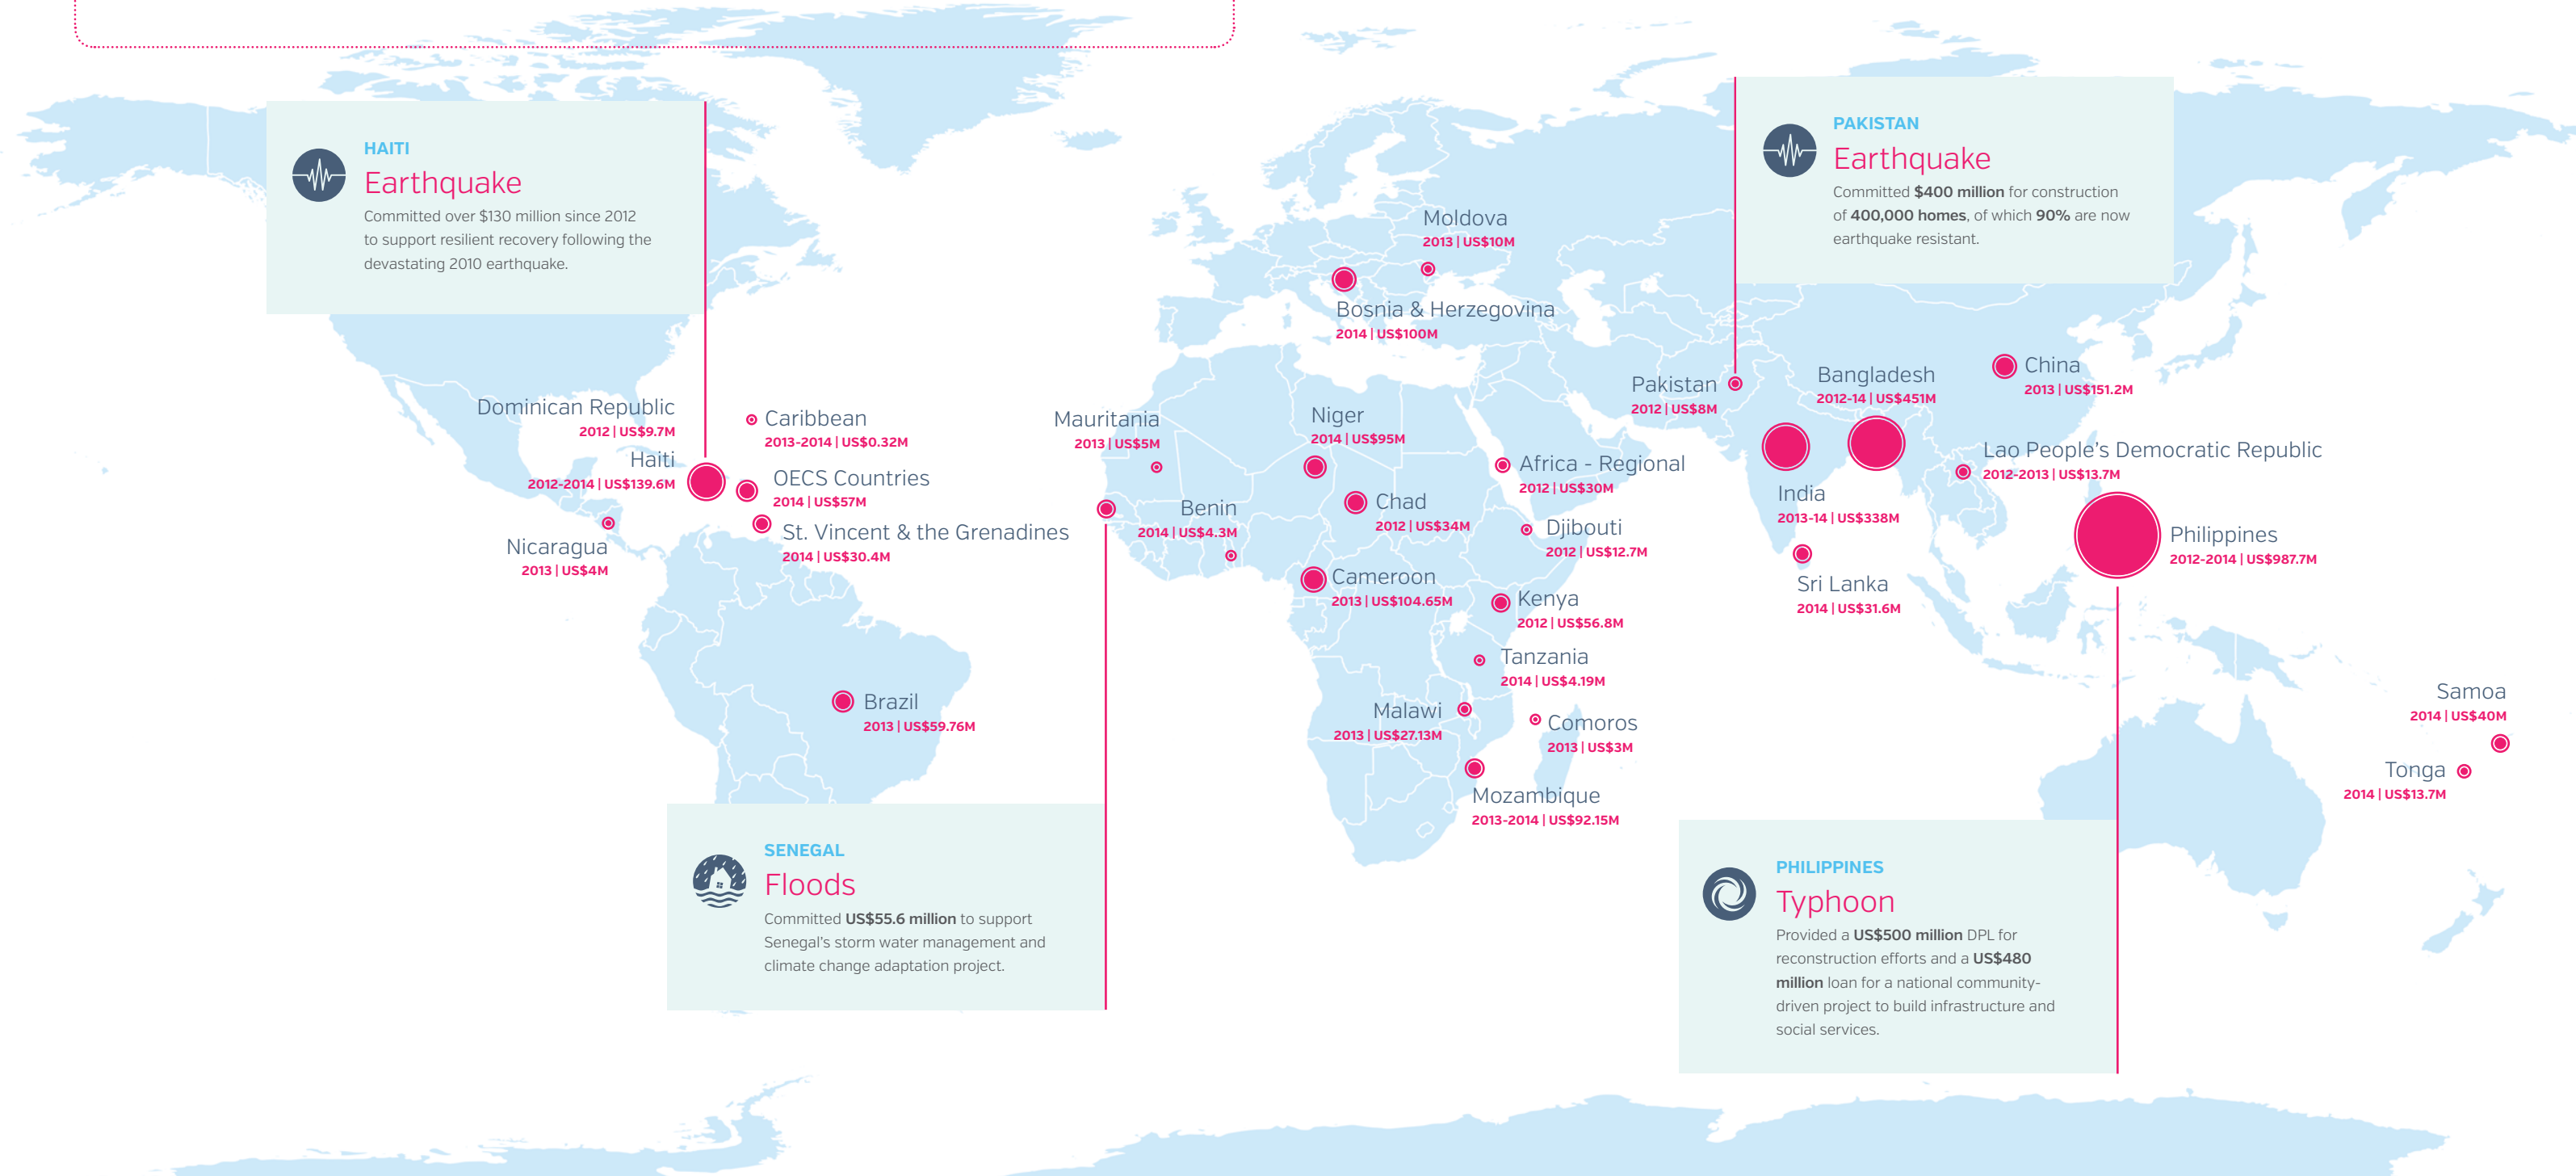 HAITI
Earthquake
Committed over $130 million since 2012
to support resilient recovery following the
devastating 2010 earthquake.
PAKISTAN
Earthquake
Committed $400 million for construction
of 400,000 homes, of which 90% are now
earthquake resistant.
Moldova
2013 | US$10M
Bosnia & Herzegovina
2014 | US$100M
Dominican Republic
2012 | US$9.7M
Haiti
2012-2014 | US$139.6M
Nicaragua
2013 | US$4M
Caribbean
2013-2014 | US$0.32M
OECS Countries
2014 | US$57M
St. Vincent & the Grenadines
2014 | US$30.4M
Brazil
2013 | US$59.76M
Mauritania
2013 | US$5M
Benin
2014 | US$4.3M
Niger
2014 | US$95M
Chad
2012 | US$34M
Cameroon
2013 | US$104.65M
Africa - Regional
2012 | US$30M
Djibouti
2012 | US$12.7M
Kenya
2012 | US$56.8M
Tanzania
2014 | US$4.19M
Malawi
2013 | US$27.13M
Comoros
2013 | US$3M
Mozambique
2013-2014 | US$92.15M
Pakistan
2012 | US$8M
Bangladesh
2012-14 | US$451M
China
2013 | US$151.2M
India
2013-14 | US$338M
Sri Lanka
2014 | US$31.6M
Lao People's Democratic Republic
2012-2013 | US$13.7M
Philippines
2012-2014 | US$987.7M
Samoa
2014 | US$40M
Tonga
2014 | US$13.7M
SENEGAL
Floods
Committed US$55.6 million to support
Senegal's storm water management and
climate change adaptation project.
PHILIPPINES
Typhoon
Provided a US$500 million DPL for
reconstruction efforts and a US$480
million loan for a national community-
driven project to build infrastructure and
social services.